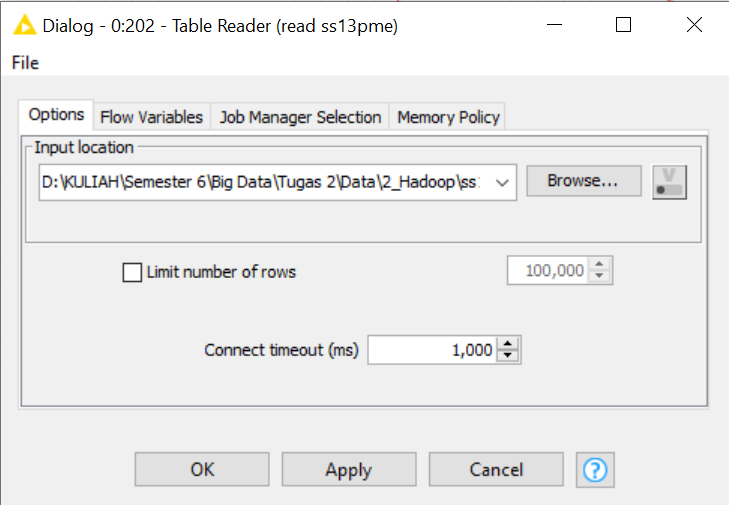 Dialog - 0:202 - Table Reader (read ss13pme)
File
Options Flow Variables Job Manager Selection Memory Policy
Input location
D:\KULIAH\Semester 6\Big Data\Tugas 2\Data\2_Hadoop\ss1 Browse... V
Limit number of rows 100,000
Connect timeout (ms) 1,000
OK Apply Cancel ?